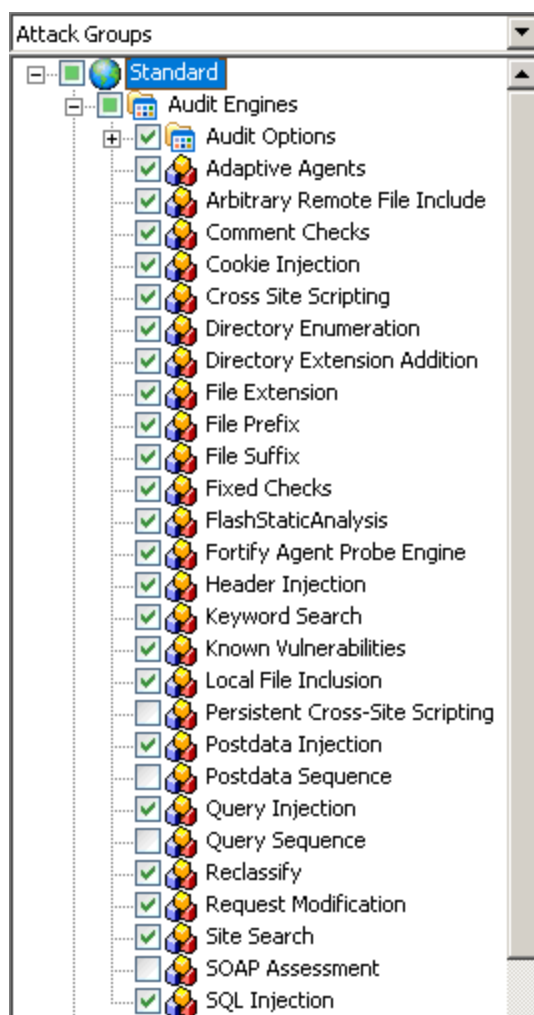 Attack Groups
Standard
Audit Engines
Audit Options
Adaptive Agents
Arbitrary Remote File Include
Comment Checks
Cookie Injection
Cross Site Scripting
Directory Enumeration
Directory Extension Addition
File Extension
File Prefix
File Suffix
Fixed Checks
FlashStaticAnalysis
Fortify Agent Probe Engine
Header Injection
Keyword Search
Known Vulnerabilities
Local File Inclusion
Persistent Cross-Site Scripting
Postdata Injection
Postdata Sequence
Query Injection
Query Sequence
Reclassify
Request Modification
Site Search
SOAP Assessment
SQL Injection